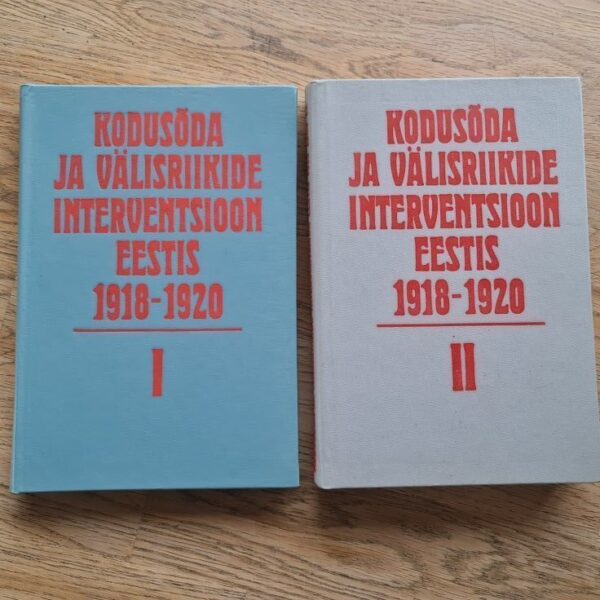 KODUSÕDA
JA VÄLISRIIKIDE
INTERVENTSIOON
EESTIS
1918-1920
I
KODUSÕDA
JA VÄLISRIIKIDE
INTERVENTSIOON
EESTIS
1918-1920
II